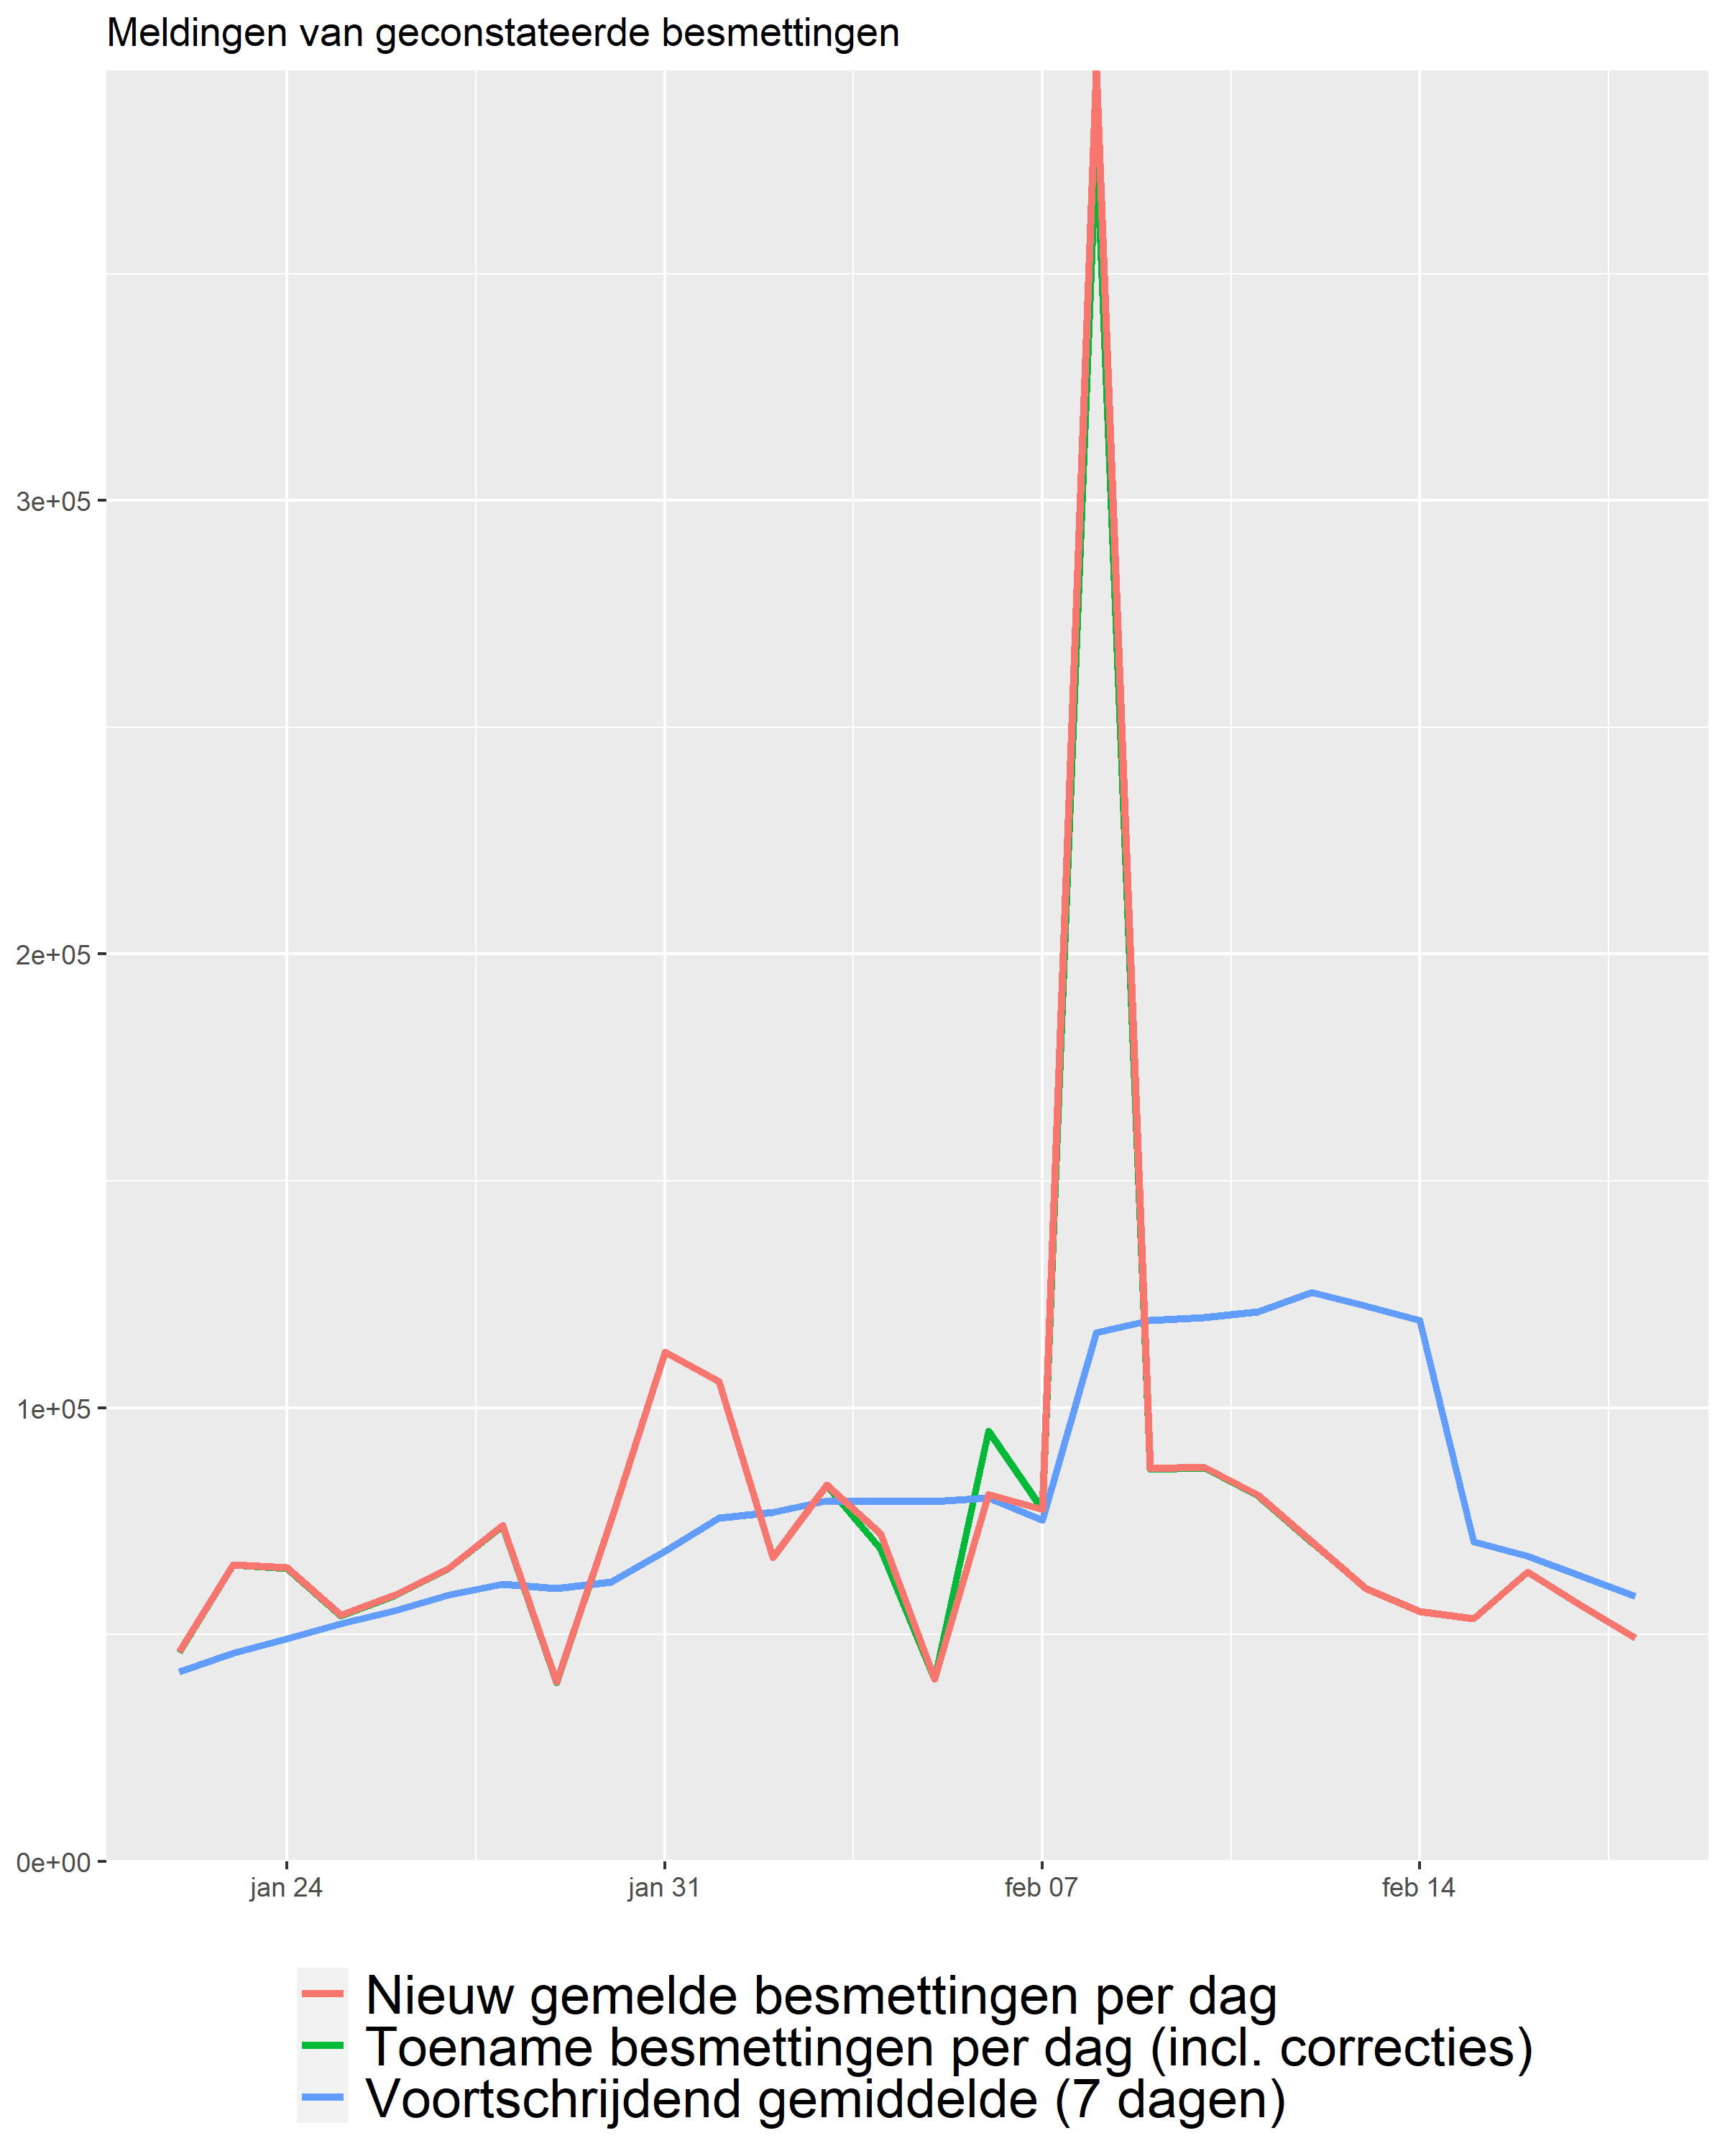 Meldingen van geconstateerde besmettingen
3e+05
2e+05
1e+05
0e+00
jan 24
jan 31
feb 07
feb 14
Nieuw gemelde besmettingen per dag
Toename besmettingen per dag (incl. correcties)
Voortschrijdend gemiddelde (7 dagen)